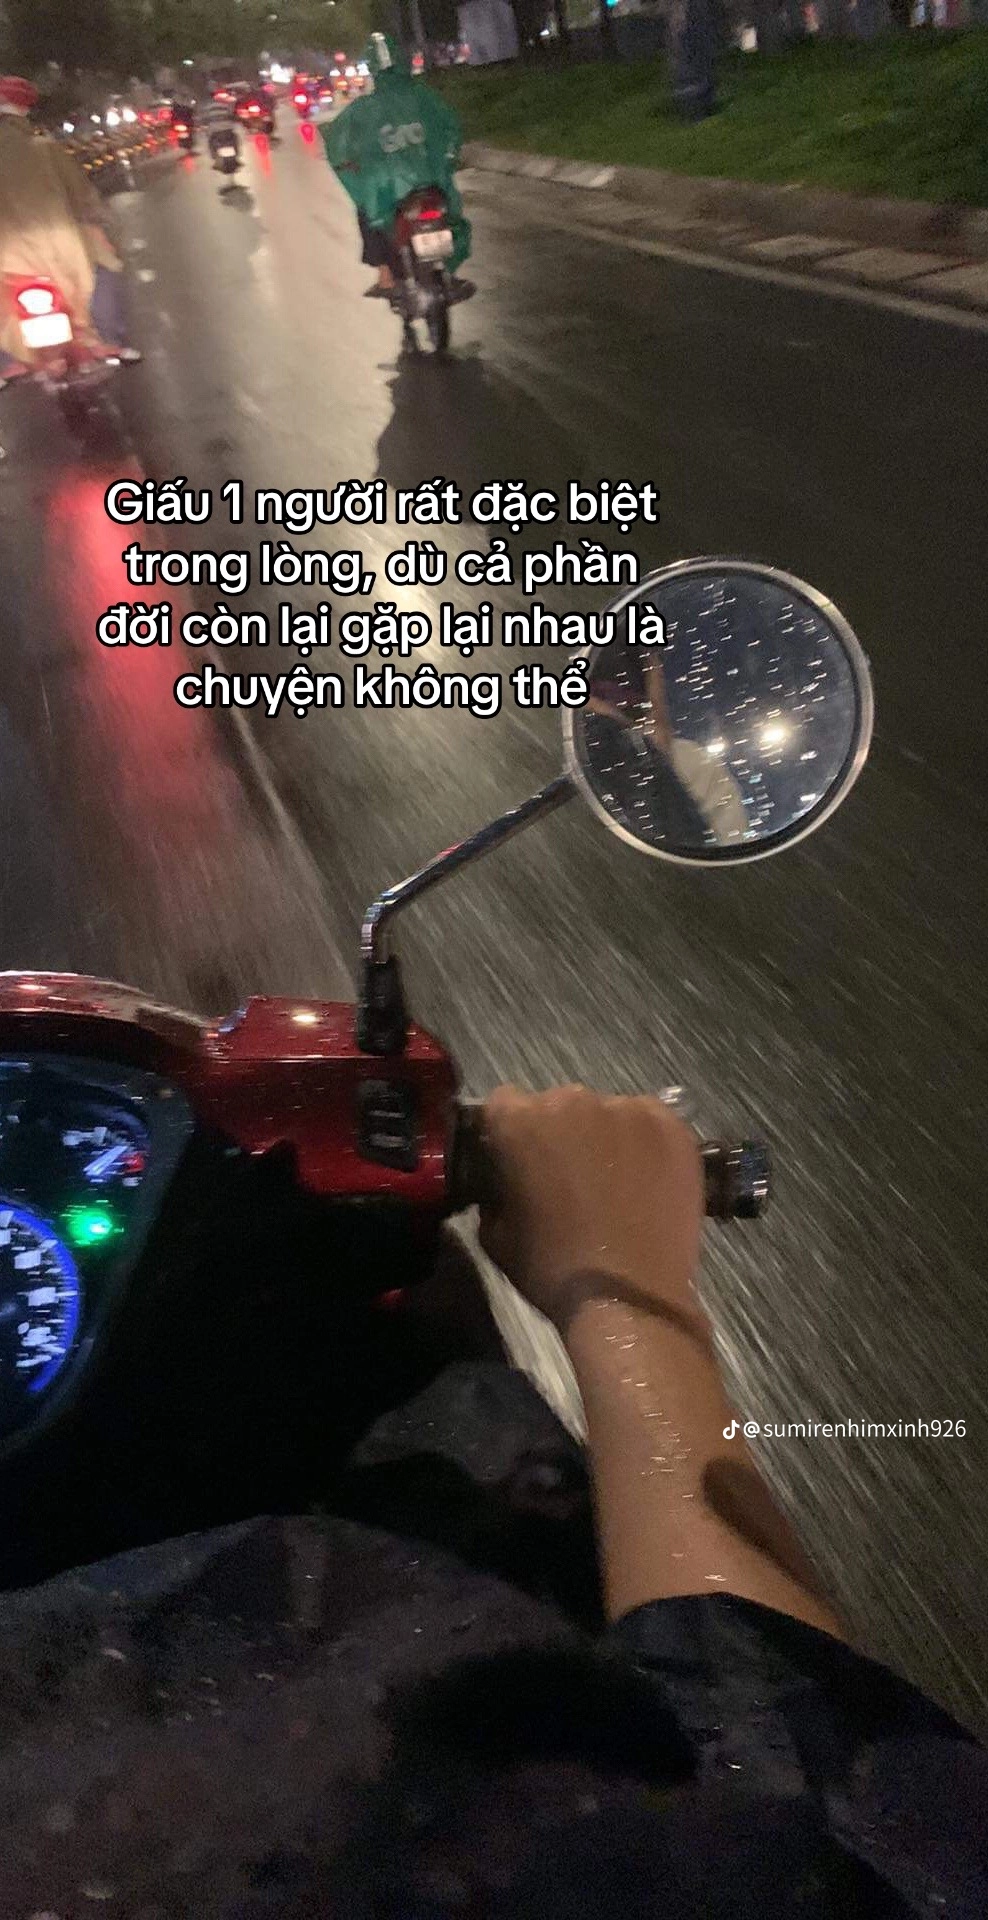 Giấu 1 người rất đặc biệt
trong lòng, dù cả phần
đời còn lại gặp lại nhau là
chuyện không thể
@sumirenhimxinh926